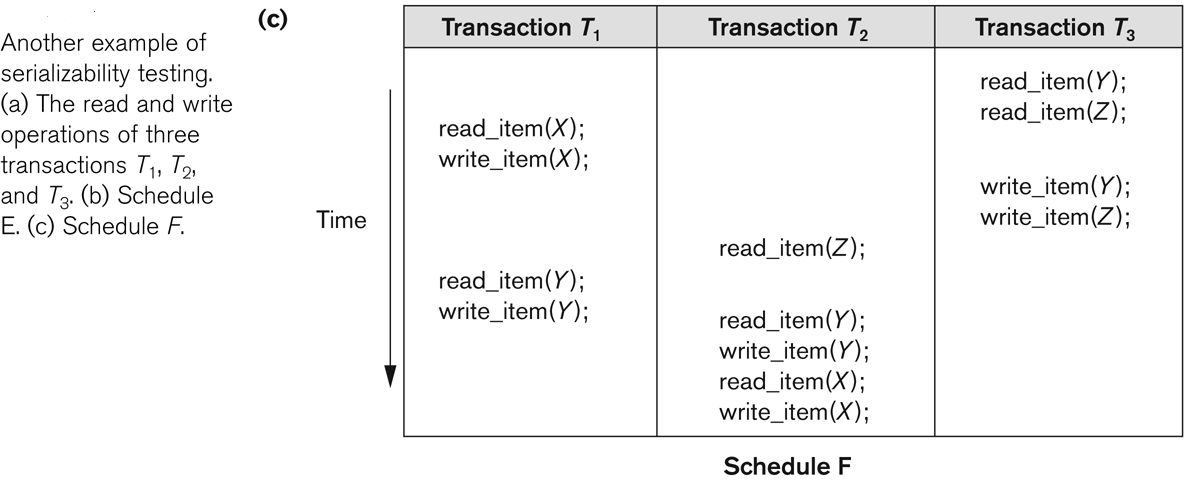 Another example of
serializability testing.
(a) The read and write
operations of three
transactions T1, T2,
and T3. (b) Schedule
E. (c) Schedule F.
(c)
Transaction T1 Transaction T2 Transaction T3
read_item(Y);
read_item(Z);
read_item(X);
write_item(X);
write_item(Y);
write_item(Z);
Time
read_item(Z);
read_item(Y);
write_item(Y);
read_item(Y);
write_item(Y);
read_item(X);
write_item(X);
Schedule F